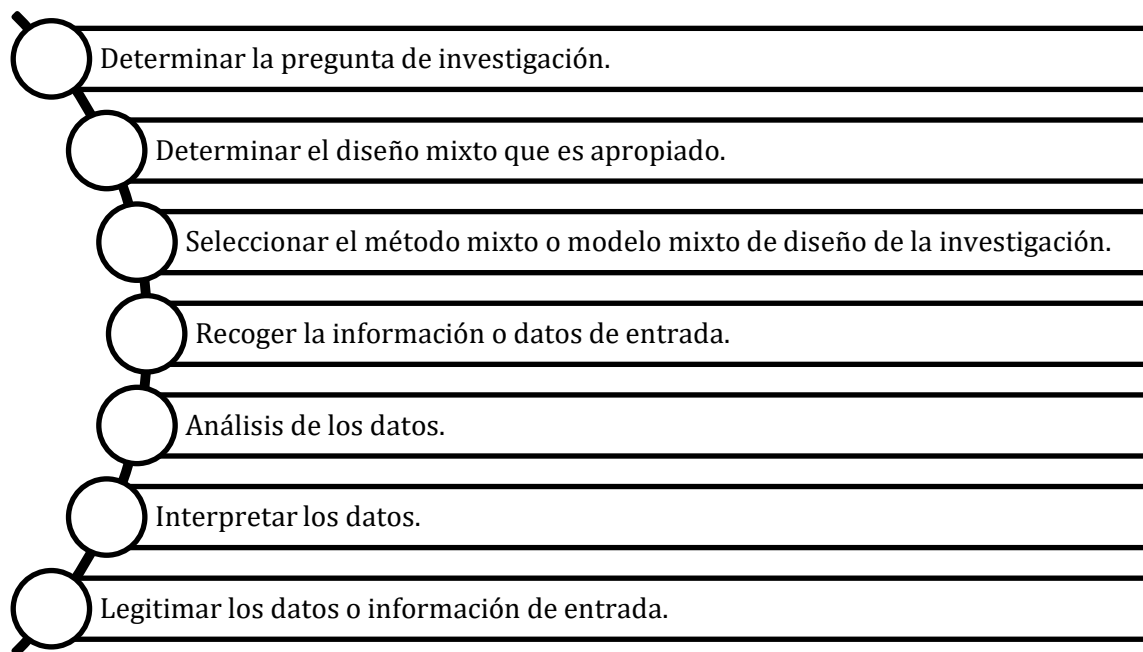 Determinar la pregunta de investigación.
Determinar el diseño mixto que es apropiado.
Seleccionar el método mixto o modelo mixto de diseño de la investigación.
Recoger la información o datos de entrada.
Análisis de los datos.
Interpretar los datos.
Legitimar los datos o información de entrada.